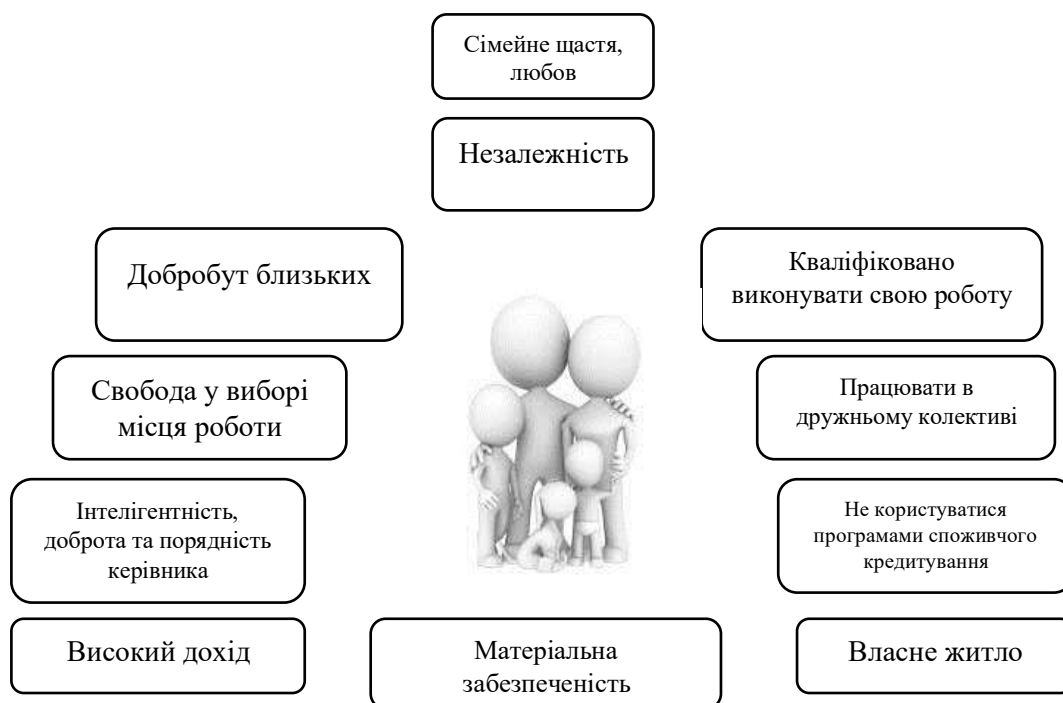 Сімейне щастя,
любов
Незалежність
Добробут близьких
Кваліфіковано
виконувати свою роботу
Свобода у виборі
місця роботи
Працювати в
дружньому колективі
Інтелігентність,
доброта та порядність
керівника
Не користуватися
програмами споживчого
кредитування
Високий дохід
Матеріальна
забезпеченість
Власне житло